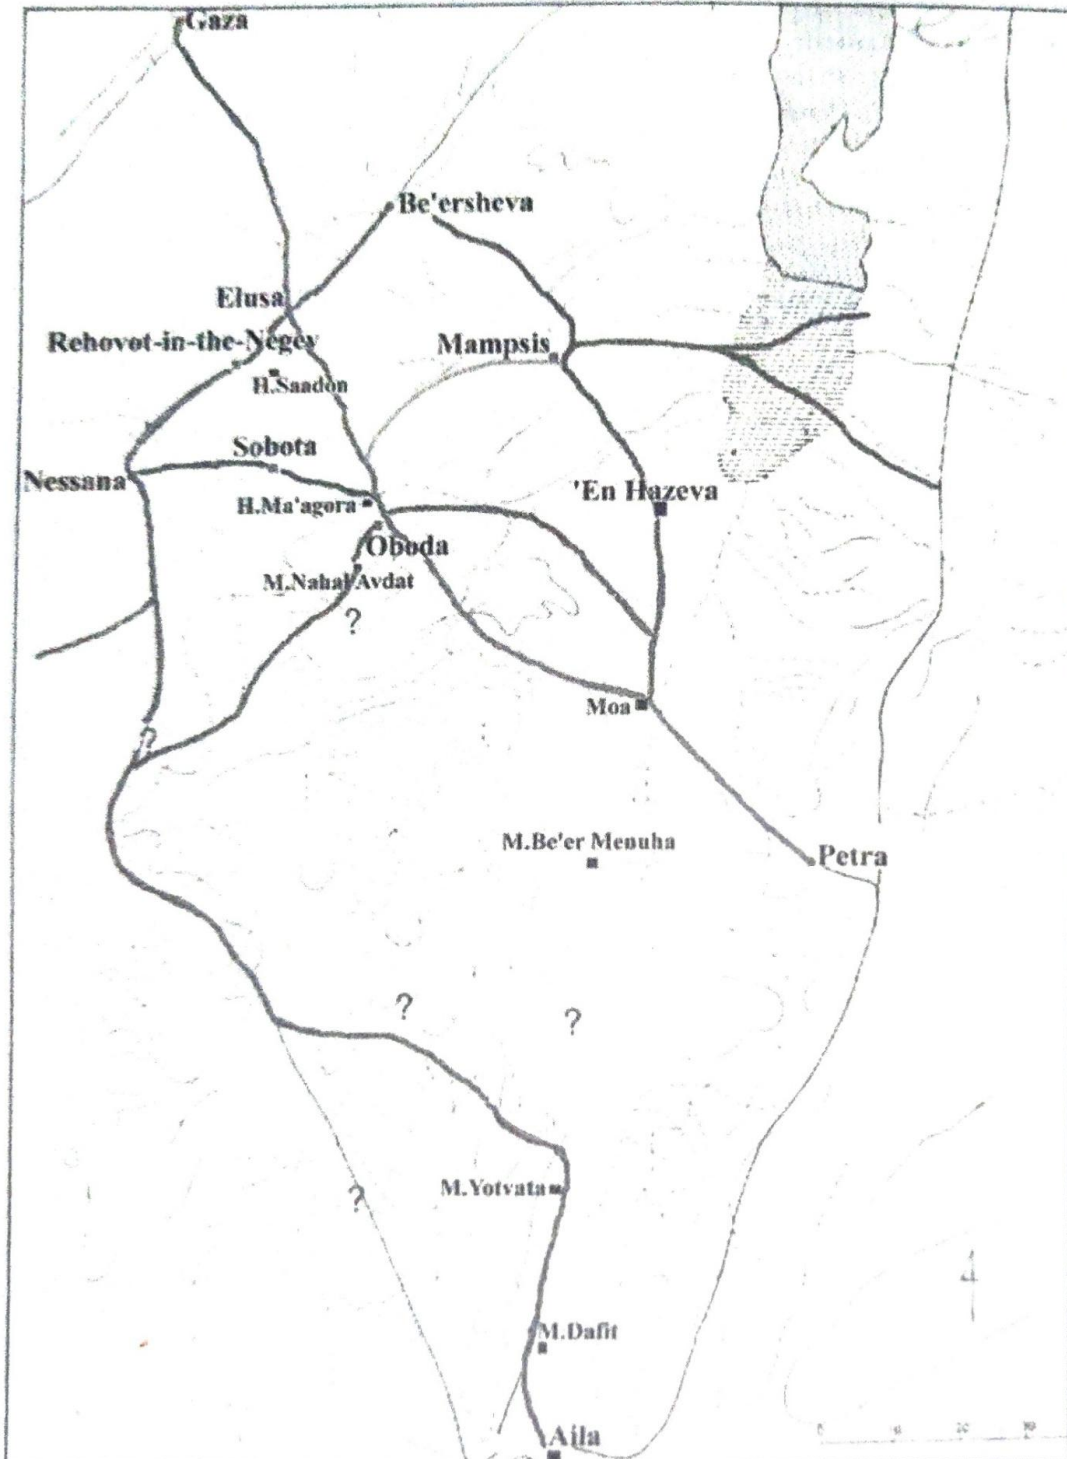 Gaza
Be'ersheva
Elusa
Rehovot-in-the-Negev
Mampsis
H.Saadon
Sobota
Nessana
'En Hazeva
H.Ma'agora
Oboda
M.Nahal Avdat
?
Moa
?
M.Be'er Menuha
Petra
?
?
M.Yotvata
?
M.Dafit
Aila